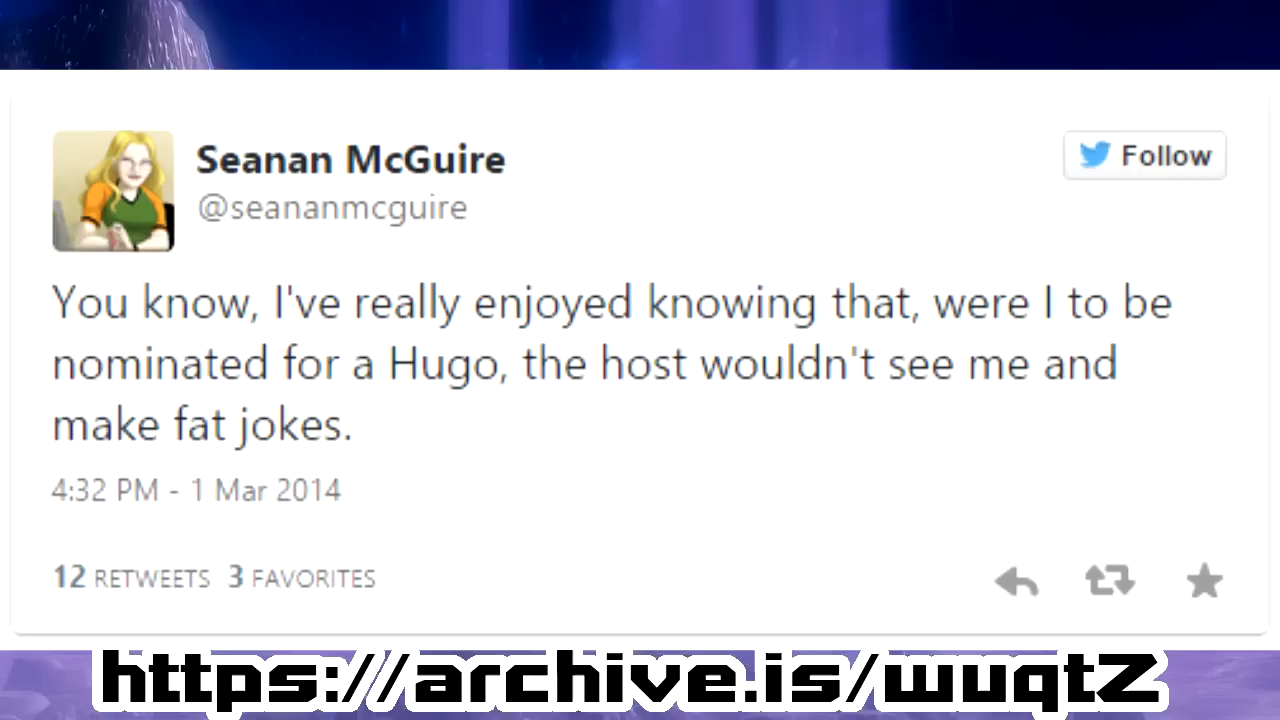 Seanan McGuire
Follow
@seananmcguire
You know, I've really enjoyed knowing that, were I to be
nominated for a Hugo, the host wouldn't see me and
make fat jokes.
4:32 PM - 1 Mar 2014
12 RETWEETS 3 FAVORITES
https://archive.is/wuqtZ